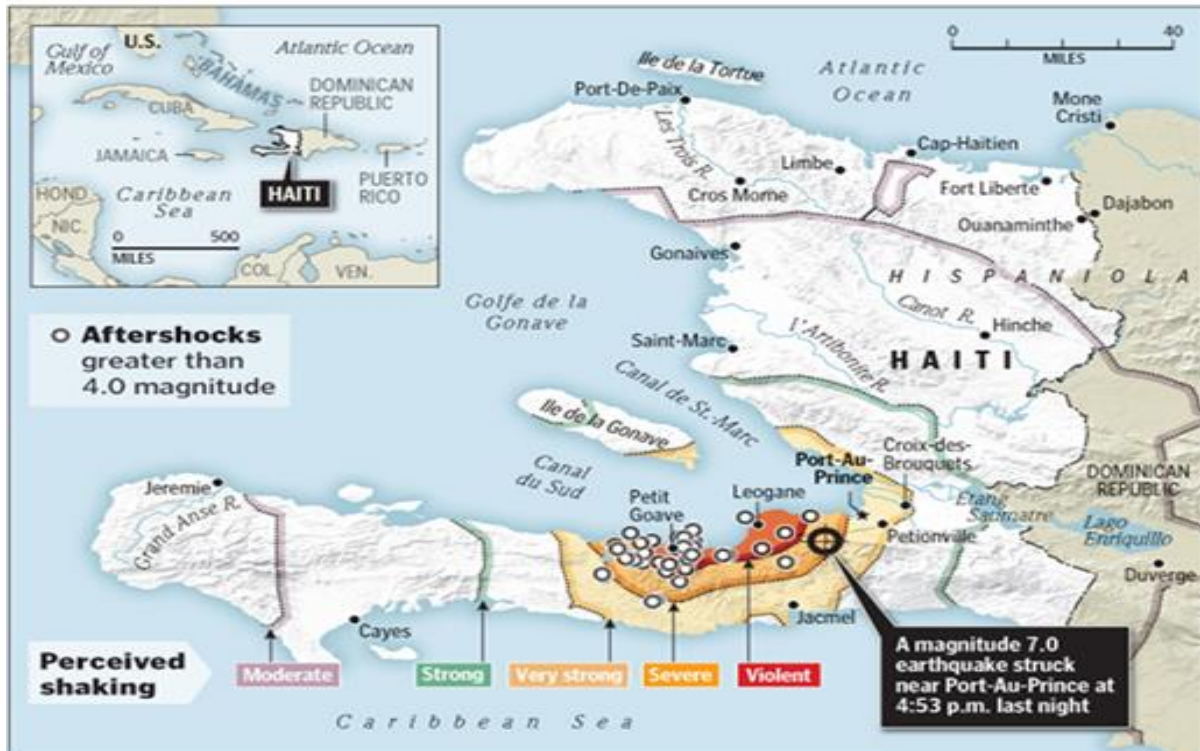 U.S.
Gulf of
Mexico
Atlantic Ocean
BAHAMAS
CUBA
DOMINICAN
REPUBLIC
JAMAICA
HAITI
PUERTO
RICO
HOND.
NIC.
Caribbean
Sea
0 500
MILES
COL.
VEN.
Aftershocks
greater than
4.0 magnitude
0 40
MILES
Ile de la Tortue
Atlantic
Ocean
Port-De-Paix
Mone
Cristi
Les Trois R.
Limbe
Cap-Haitien
Cros Morne
Fort Liberte
Dajabon
Ouanaminthe
Gonaives
HISPANIOLA
Golfe de la
Gonave
Canot R.
Hinche
Saint-Marc
L'Arribonite R.
HAITI
Canal de St.-Marc
Ile de la Gonave
Croix-des-
Brouquets
Port-Au-
Prince
DOMINICAN
REPUBLIC
Canal
du Sud
Jeremie
Grand Anse R.
Petit
Goave
Leogane
Etang
Saumatre
Lago
Enriquillo
Petionville
Duverge
Jacmel
Cayes
Perceived
shaking
Moderate
Strong
Very strong
Severe
Violent
A magnitude 7.0
earthquake struck
near Port-Au-Prince at
4:53 p.m. last night
Caribbean Sea